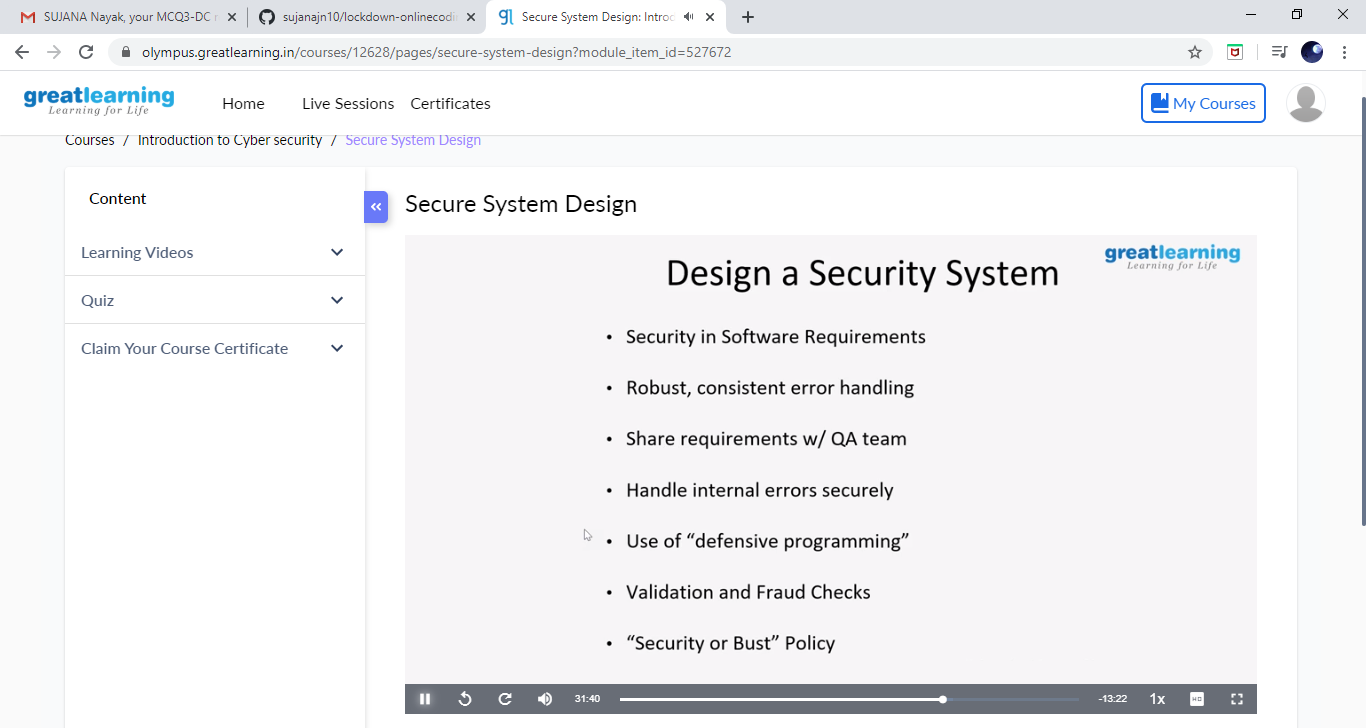 SUJANA Nayak, your MCQ3-DC
sujanajn10/lockdown-onlinecodi
Secure System Design: Introd
olympus.greatlearning.in/courses/12628/pages/secure-system-design?module_item_id=527672
greatlearning
Learning for Life
Home
Live Sessions
Certificates
My Courses
Courses / Introduction to Cyber security / Secure System Design
Content
Learning Videos
Quiz
Claim Your Course Certificate
Secure System Design
greatlearning
Learning for Life
Design a Security System
• Security in Software Requirements
• Robust, consistent error handling
• Share requirements w/ QA team
• Handle internal errors securely
• Use of “defensive programming”
• Validation and Fraud Checks
• “Security or Bust” Policy
31:40
-13:22
1x
HD